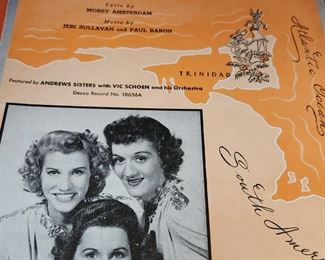 Lyric by
MOREY AMSTERDAM
Music by
JERI SULLAVAN and PAUL BARON
TRINIDAD
Atlantic Ocean
Featured by ANDREWS SISTERS with VIC SCHOEN and his Orchestra
Decca Record No. 18636A
South Amer